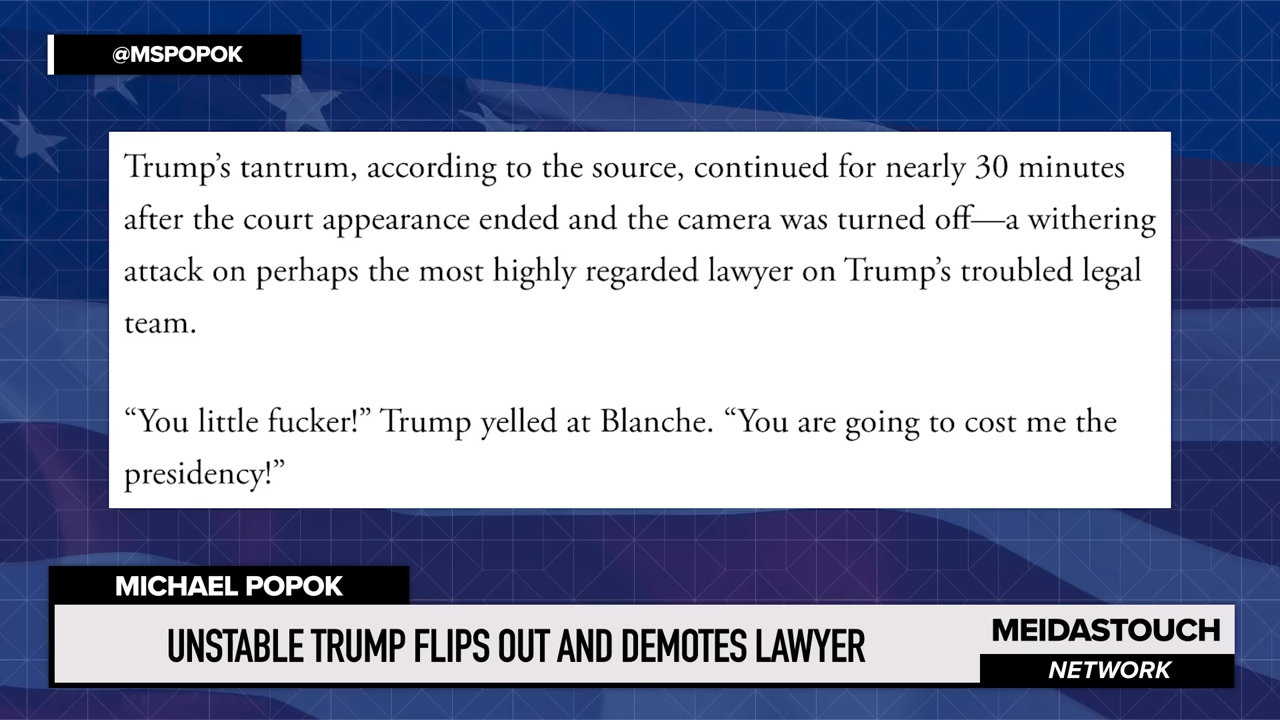 @MSPOPOK
Trump’s tantrum, according to the source, continued for nearly 30 minutes
after the court appearance ended and the camera was turned off—a withering
attack on perhaps the most highly regarded lawyer on Trump’s troubled legal
team.
“You little fucker!” Trump yelled at Blanche. “You are going to cost me the
presidency!”
MICHAEL POPOK
UNSTABLE TRUMP FLIPS OUT AND DEMOTES LAWYER
MEIDASTOUCH
NETWORK